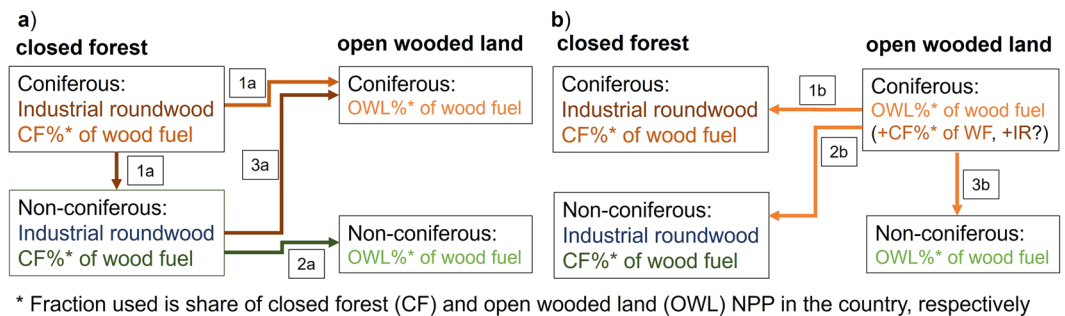 a)
closed forest
open wooded land
Coniferous:
Industrial roundwood
CF%* of wood fuel
1a
Coniferous:
OWL%* of wood fuel
1a
3a
Non-coniferous:
Industrial roundwood
CF%* of wood fuel
2a
Non-coniferous:
OWL%* of wood fuel
b)
closed forest
open wooded land
Coniferous:
Industrial roundwood
CF%* of wood fuel
1b
Coniferous:
OWL%* of wood fuel
(+CF%* of WF, +IR?)
2b
3b
Non-coniferous:
Industrial roundwood
CF%* of wood fuel
Non-coniferous:
OWL%* of wood fuel
* Fraction used is share of closed forest (CF) and open wooded land (OWL) NPP in the country, respectively